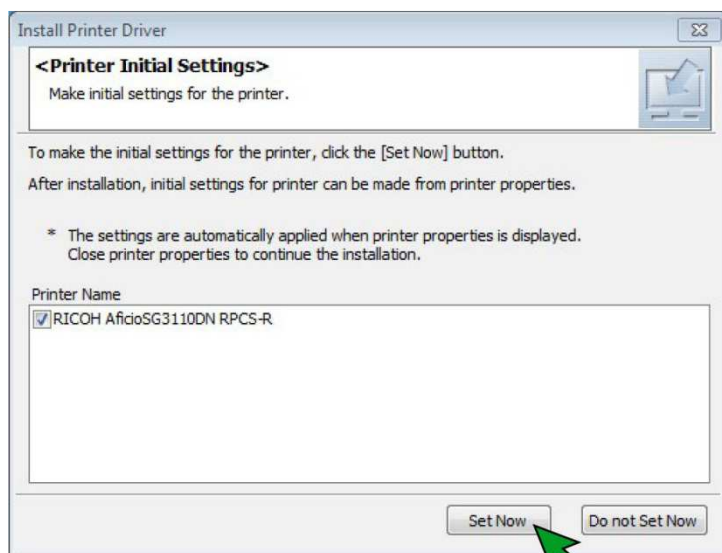 Install Printer Driver
<Printer Initial Settings>
Make initial settings for the printer.
To make the initial settings for the printer, click the [Set Now] button.
After installation, initial settings for printer can be made from printer properties.
* The settings are automatically applied when printer properties is displayed.
Close printer properties to continue the installation.
Printer Name
RICOH AficioSG3110DN RPCS-R
Set Now
Do not Set Now